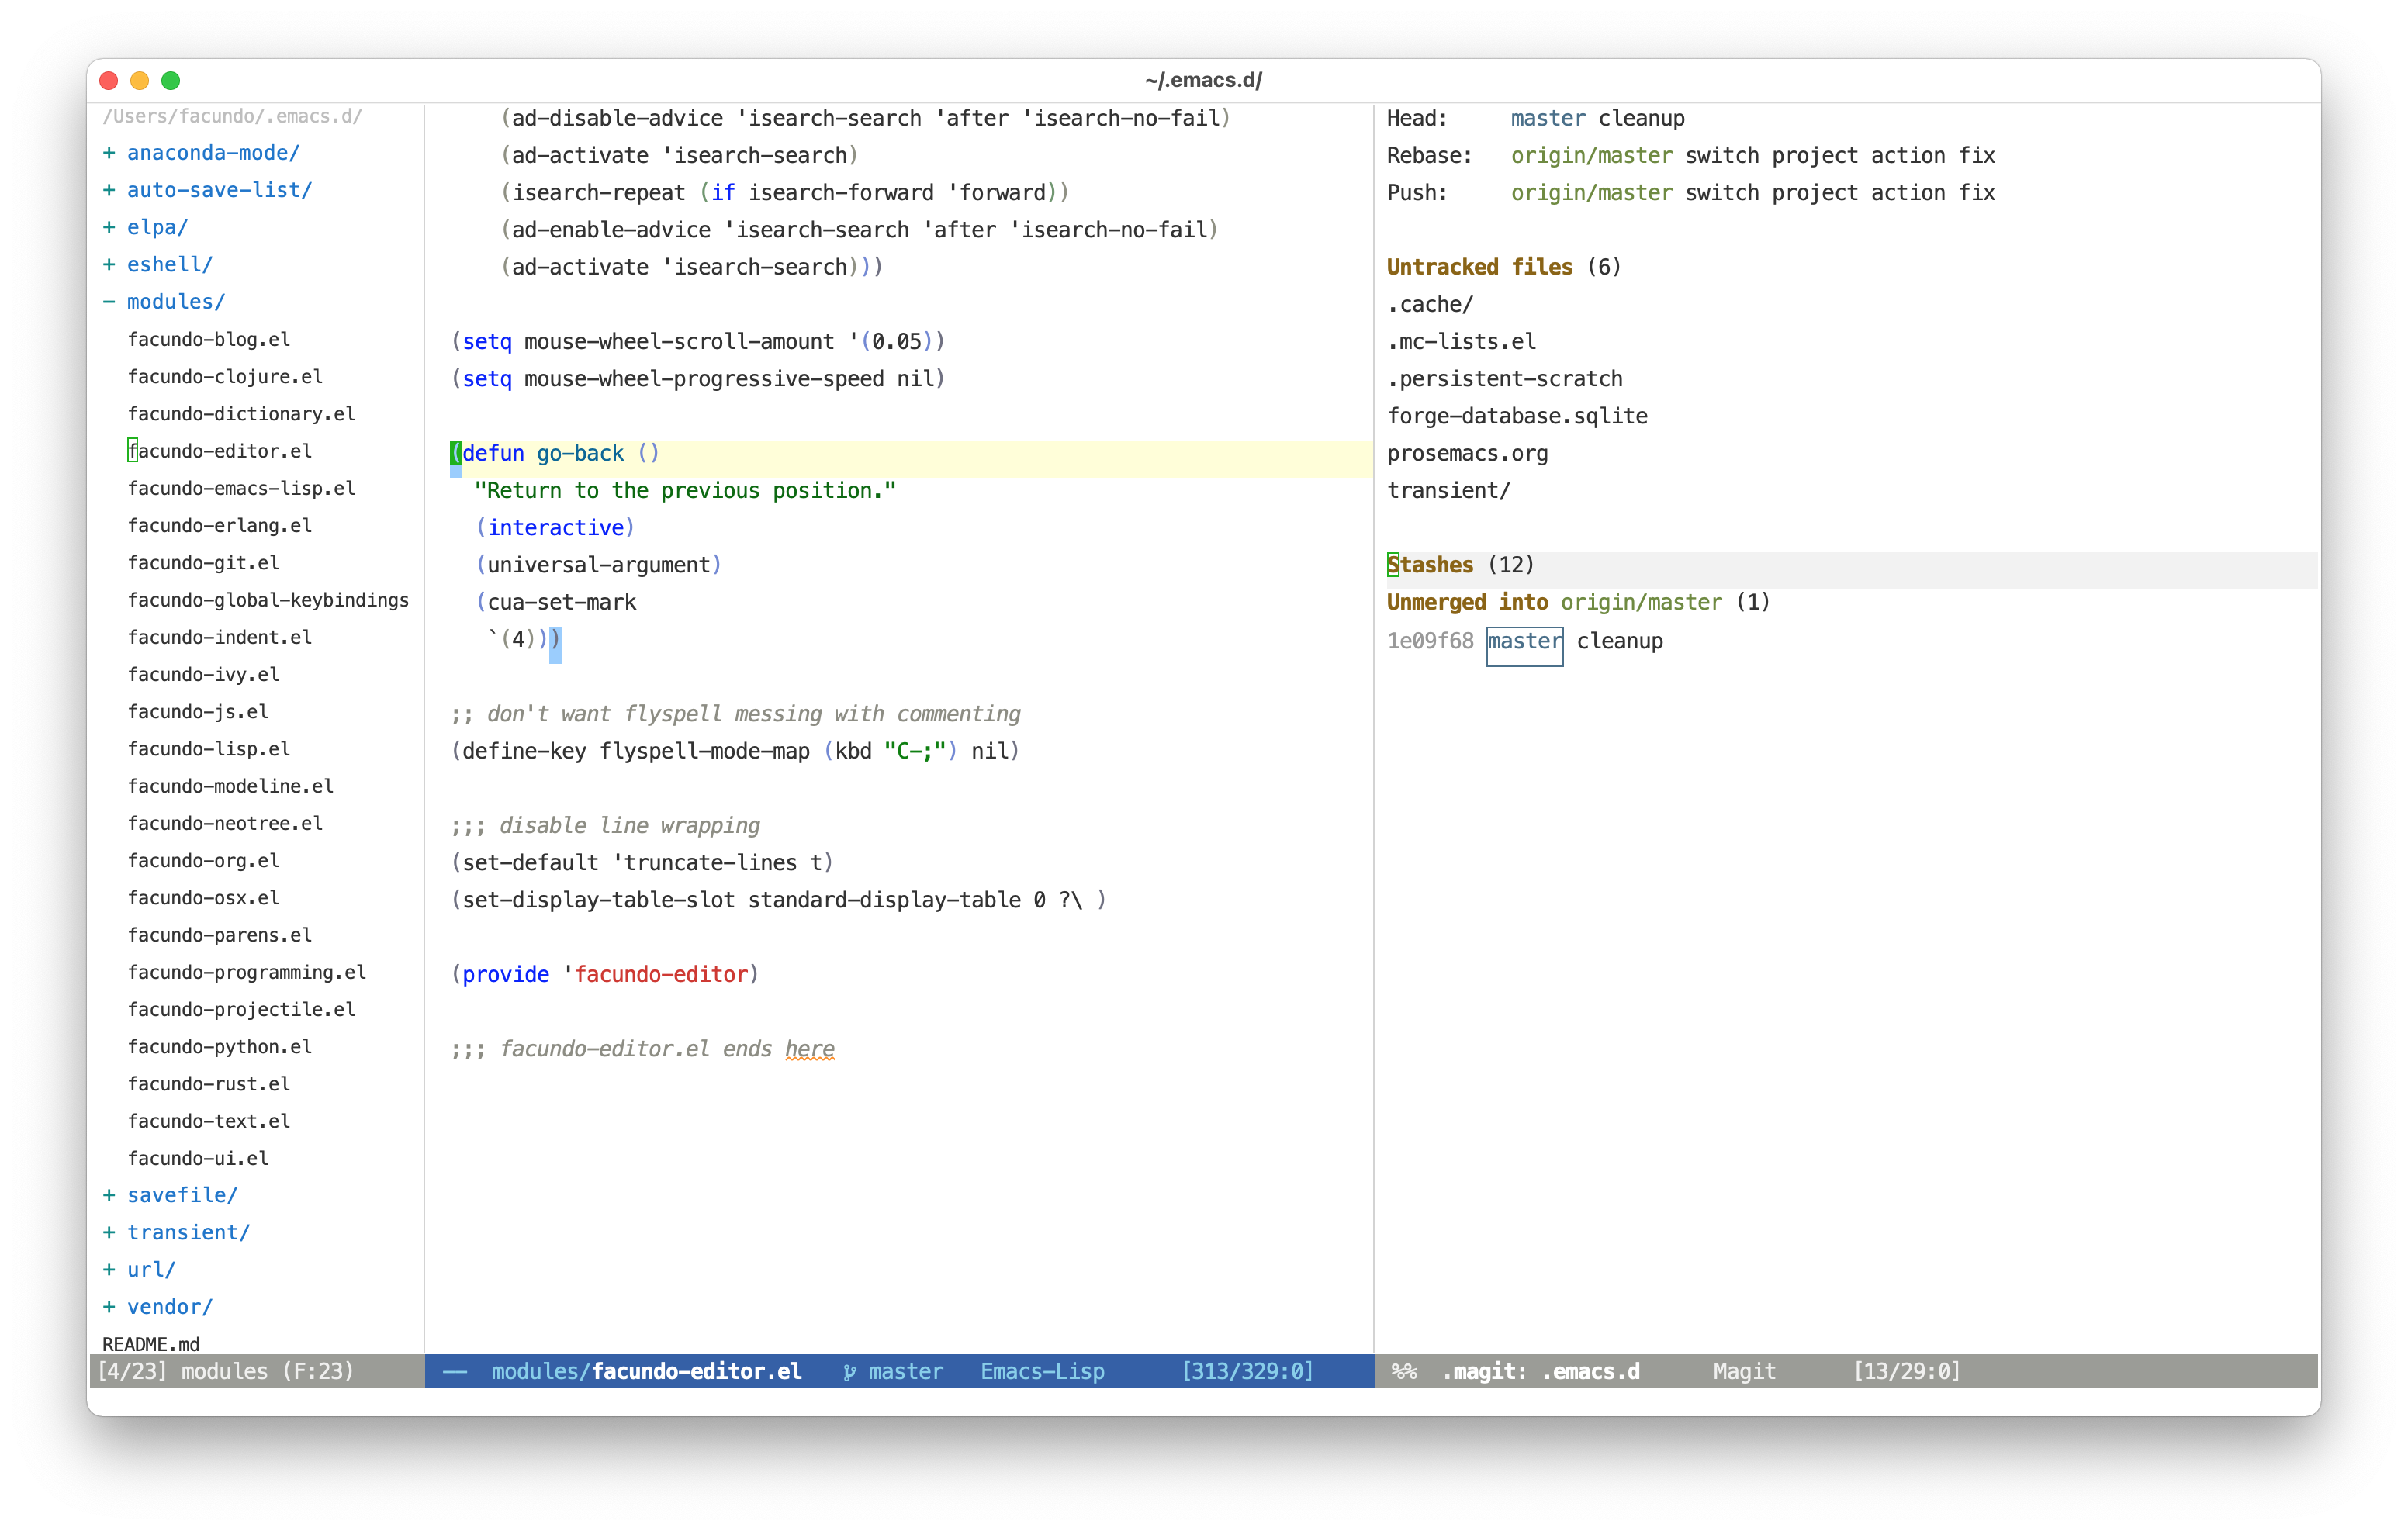 ~/.emacs.d/
/Users/facundo/.emacs.d/
+ anaconda-mode/
+ auto-save-list/
+ elpa/
+ eshell/
- modules/
facundo-blog.el
facundo-clojure.el
facundo-dictionary.el
facundo-editor.el
facundo-emacs-lisp.el
facundo-erlang.el
facundo-git.el
facundo-global-keybindings
facundo-indent.el
facundo-ivy.el
facundo-js.el
facundo-lisp.el
facundo-modeline.el
facundo-neotree.el
facundo-org.el
facundo-osx.el
facundo-parens.el
facundo-programming.el
facundo-projectile.el
facundo-python.el
facundo-rust.el
facundo-text.el
facundo-ui.el
+ savefile/
+ transient/
+ url/
+ vendor/
README.md
[4/23] modules (F:23)
(ad-disable-advice 'isearch-search 'after 'isearch-no-fail)
(ad-activate 'isearch-search)
(isearch-repeat (if isearch-forward 'forward))
(ad-enable-advice 'isearch-search 'after 'isearch-no-fail)
(ad-activate 'isearch-search)))
(setq mouse-wheel-scroll-amount '(0.05))
(setq mouse-wheel-progressive-speed nil)
(defun go-back ()
"Return to the previous position."
(interactive)
(universal-argument)
(cua-set-mark
`(4)))
;; don't want flyspell messing with commenting
(define-key flyspell-mode-map (kbd "C-;") nil)
;;; disable line wrapping
(set-default 'truncate-lines t)
(set-display-table-slot standard-display-table 0 ?\ )
(provide 'facundo-editor)
;;; facundo-editor.el ends here
-- modules/facundo-editor.el master Emacs-Lisp [313/329:0]
Head: master cleanup
Rebase: origin/master switch project action fix
Push: origin/master switch project action fix
Untracked files (6)
.cache/
.mc-lists.el
.persistent-scratch
forge-database.sqlite
prosemacs.org
transient/
Stashes (12)
Unmerged into origin/master (1)
1e09f68 master cleanup
%% .magit: .emacs.d Magit [13/29:0]